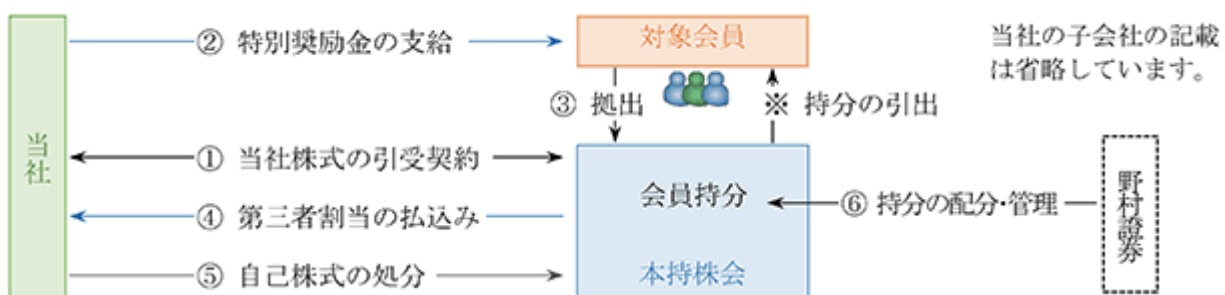 ② 特別奨励金の支給
対象会員
当社の子会社の記載
は省略しています。
③ 拠出
※ 持分の引出
当社
① 当社株式の引受契約
会員持分
④ 第三者割当の払込み
⑥ 持分の配分・管理
野村證券
⑤ 自己株式の処分
本持株会